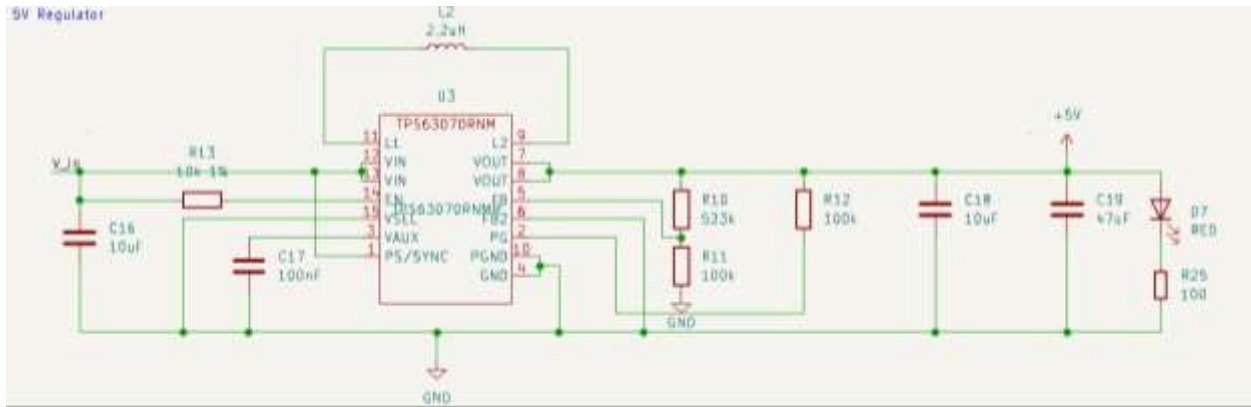 5V Regulator
L2
2.2uH
U3
TPS63070RNM
11
L1
L2
9
12
VIN
VOUT
7
13
VIN
VOUT
8
14
EN
FB
5
15
VSEL
FB2
6
3
VAUX
PG
2
1
PS/SYNC
PGND
10
GND
4
R13
10k 1%
C16
10uF
C17
100nF
R10
523k
R11
100k
GND
R12
100k
C18
10uF
+5V
C19
47uF
D7
RED
R25
100
GND